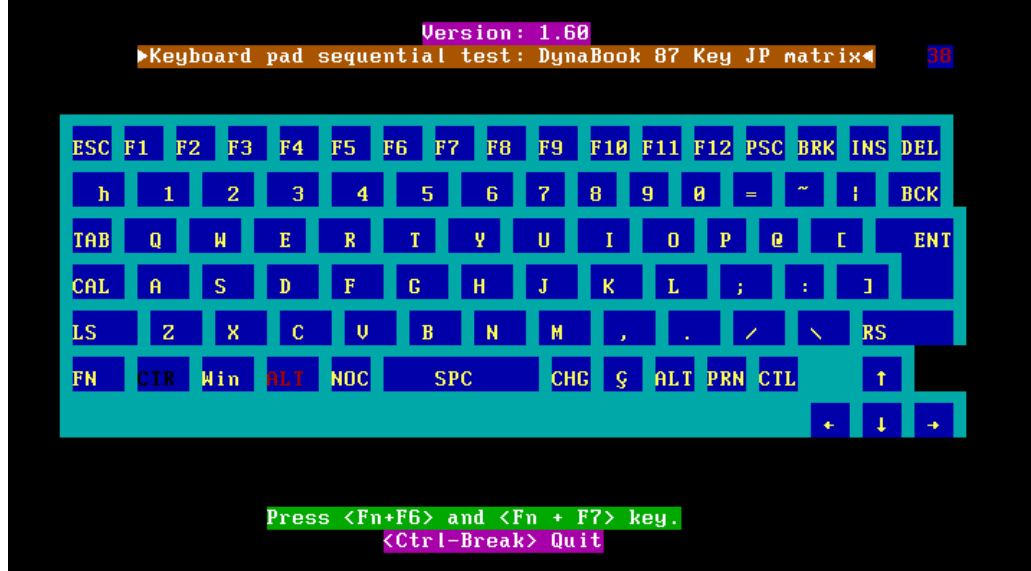 Version: 1.60
►Keyboard pad sequential test: DynaBook 87 Key JP matrix◄ 38
ESC F1 F2 F3 F4 F5 F6 F7 F8 F9 F10 F11 F12 PSC BRK INS DEL
h 1 2 3 4 5 6 7 8 9 0 = ~ ¦ BCK
TAB Q W E R T Y U I O P @ [ ENT
CAL A S D F G H J K L ; : ]
LS Z X C V B N M , . / \ RS
FN CTR Win ALT NOC SPC CHG Ç ALT PRN CTL ↑
← ↓ →
Press <Fn+F6> and <Fn + F7> key.
<Ctrl-Break> Quit